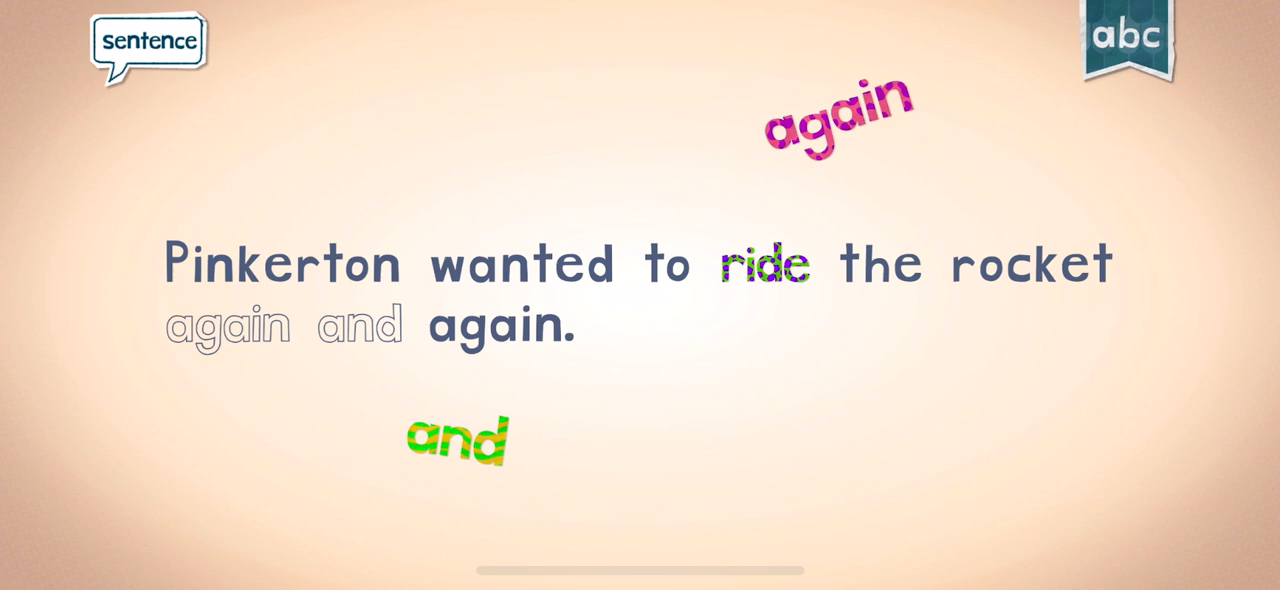 sentence
abc
again
Pinkerton wanted to ride the rocket
again and again.
and